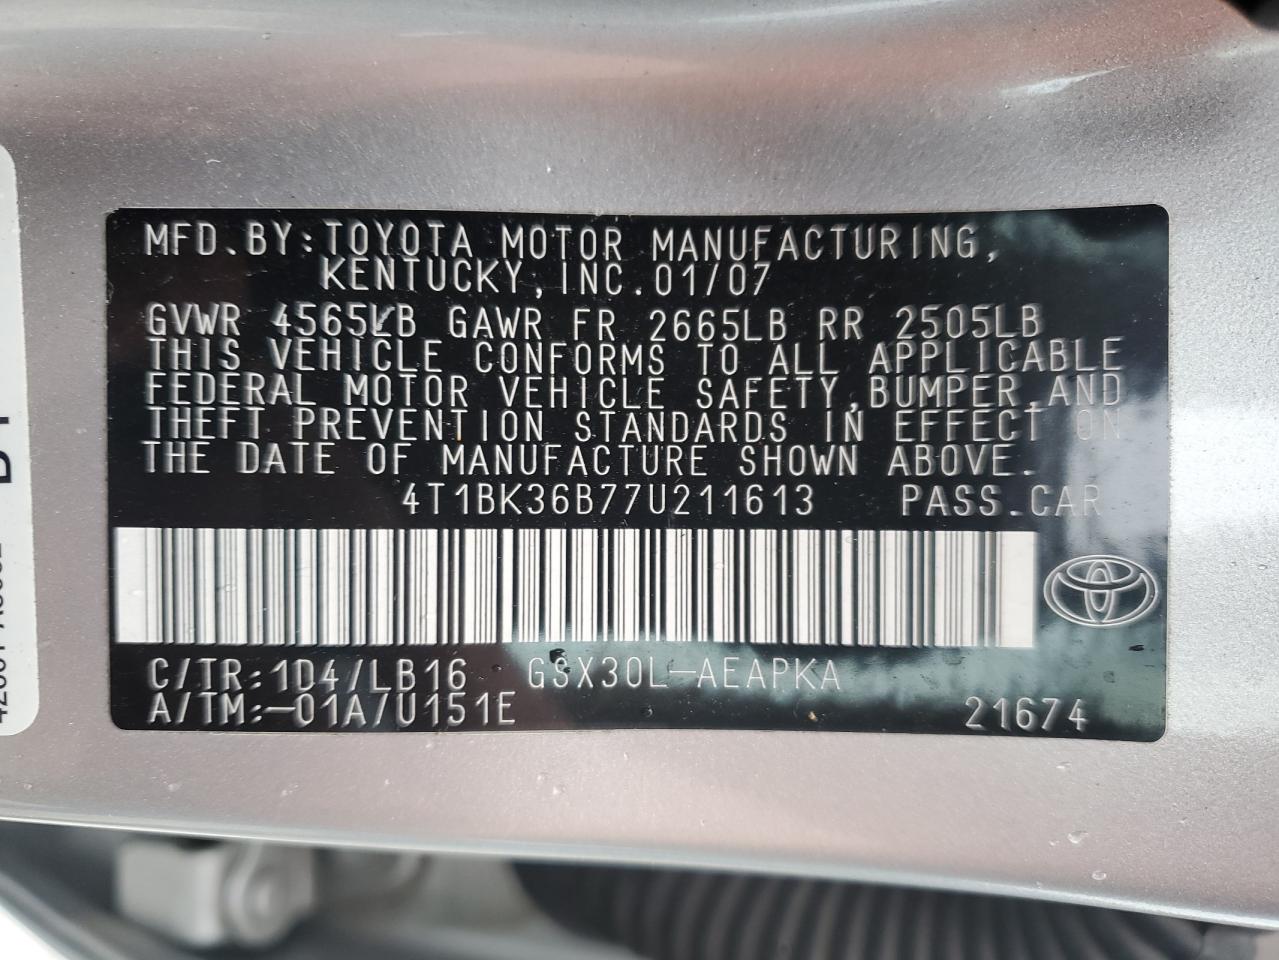 MFD.BY:TOYOTA MOTOR MANUFACTURING,
KENTUCKY,INC.01/07
GVWR 4565LB GAWR FR 2665LB RR 2505LB
THIS VEHICLE CONFORMS TO ALL APPLICABLE
FEDERAL MOTOR VEHICLE SAFETY,BUMPER,AND
THEFT PREVENTION STANDARDS IN EFFECT ON
THE DATE OF MANUFACTURE SHOWN ABOVE.
4T1BK36B77U211613 PASS.CAR
C/TR:1D4/LB16 GSX30L-AEAPKA
A/TM:-01A/U151E 21674